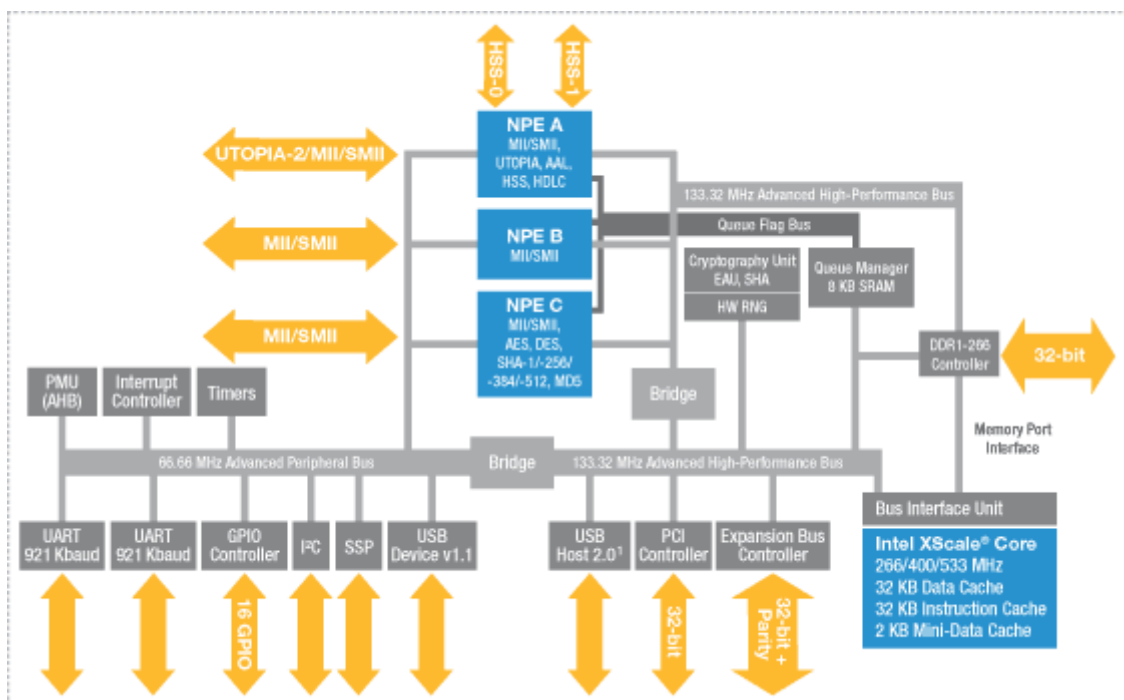 HSS-0
HSS-1
NPE A
MII/SMII,
UTOPIA, AAL,
HSS, HDLC
UTOPIA-2/MII/SMII
133.32 MHz Advanced High-Performance Bus
Queue Flag Bus
NPE B
MII/SMII
MII/SMII
Cryptography Unit
EAU, SHA
HW RNG
Queue Manager
8 KB SRAM
NPE C
MII/SMII,
AES, DES,
SHA-1/-256/
-384/-512, MD5
MII/SMII
DDR1-266
Controller
32-bit
PMU
(AHB)
Interrupt
Controller
Timers
Bridge
Memory Port
Interface
66.66 MHz Advanced Peripheral Bus
Bridge
133.32 MHz Advanced High-Performance Bus
UART
921 Kbaud
UART
921 Kbaud
GPIO
Controller
I²C
SSP
USB
Device v1.1
USB
Host 2.0¹
PCI
Controller
Expansion Bus
Controller
Bus Interface Unit
Intel XScale® Core
266/400/533 MHz
32 KB Data Cache
32 KB Instruction Cache
2 KB Mini-Data Cache
16 GPIO
32-bit
32-bit +
Parity